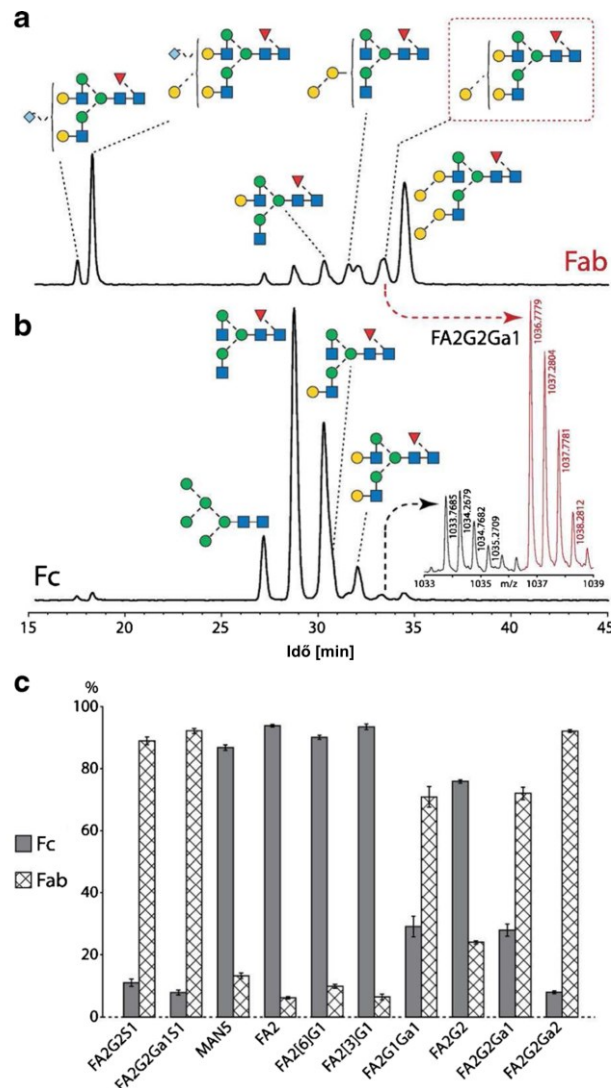 a
Fab
b
FA2G2Ga1
1036.7779
1037.2804
1037.7781
1038.2812
1033.7685
1034.2679
1034.7682
1035.2709
Fc
1033 1035 m/z 1037 1039
15 20 25 30 35 40 45
Idő [min]
c
%
100
80
60
40
20
0
Fc
Fab
FA2G2S1
FA2G2Ga1S1
MAN5
FA2
FA2[6]G1
FA2[3]G1
FA2G1Ga1
FA2G2
FA2G2Ga1
FA2G2Ga2